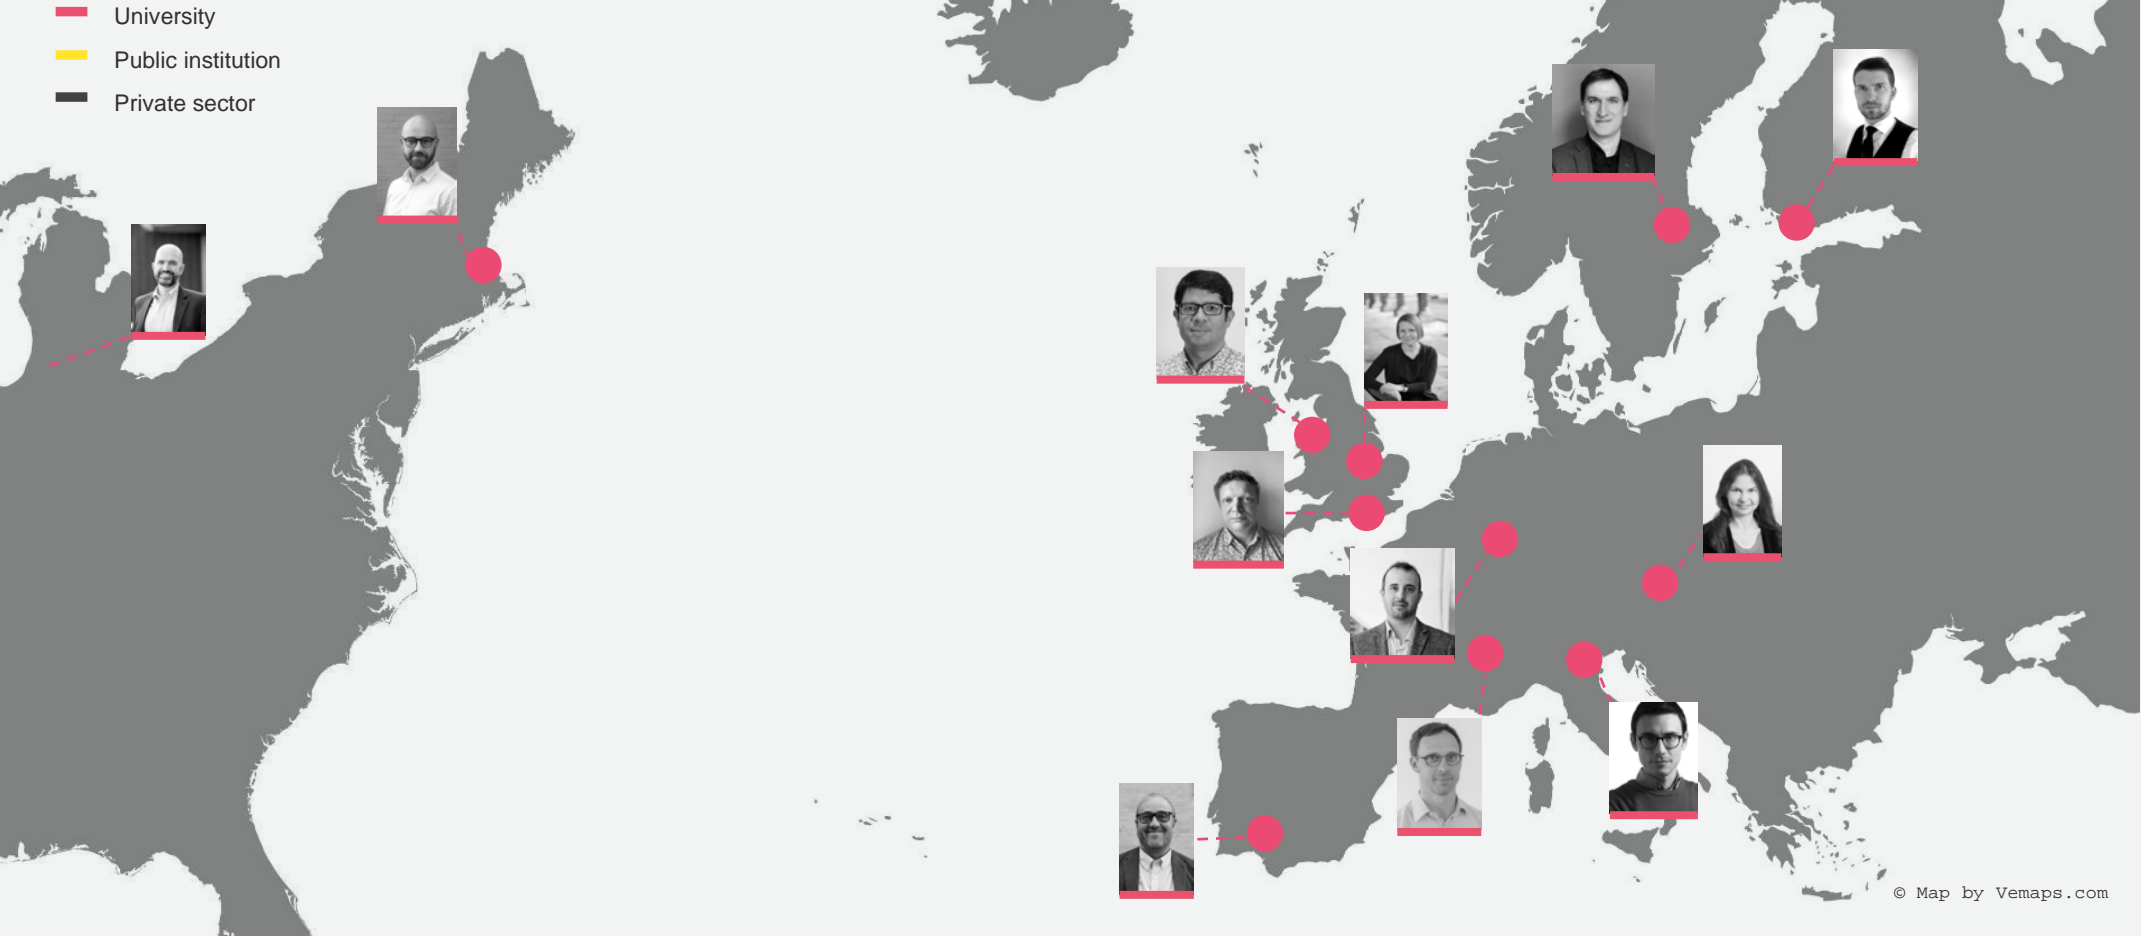 University
Public institution
Private sector
© Map by Vemaps.com